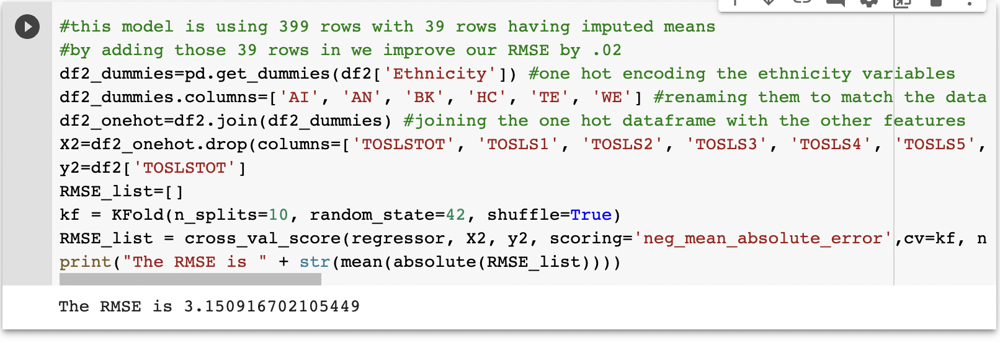 #this model is using 399 rows with 39 rows having imputed means
#by adding those 39 rows in we improve our RMSE by .02
df2_dummies=pd.get_dummies(df2['Ethnicity']) #one hot encoding the ethnicity variables
df2_dummies.columns=['AI', 'AN', 'BK', 'HC', 'TE', 'WE'] #renaming them to match the data
df2_onehot=df2.join(df2_dummies) #joining the one hot dataframe with the other features
X2=df2_onehot.drop(columns=['TOSLSTOT', 'TOSLS1', 'TOSLS2', 'TOSLS3', 'TOSLS4', 'TOSLS5',
y2=df2['TOSLSTOT']
RMSE_list=[]
kf = KFold(n_splits=10, random_state=42, shuffle=True)
RMSE_list = cross_val_score(regressor, X2, y2, scoring='neg_mean_absolute_error',cv=kf, n
print("The RMSE is " + str(mean(absolute(RMSE_list))))
The RMSE is 3.150916702105449